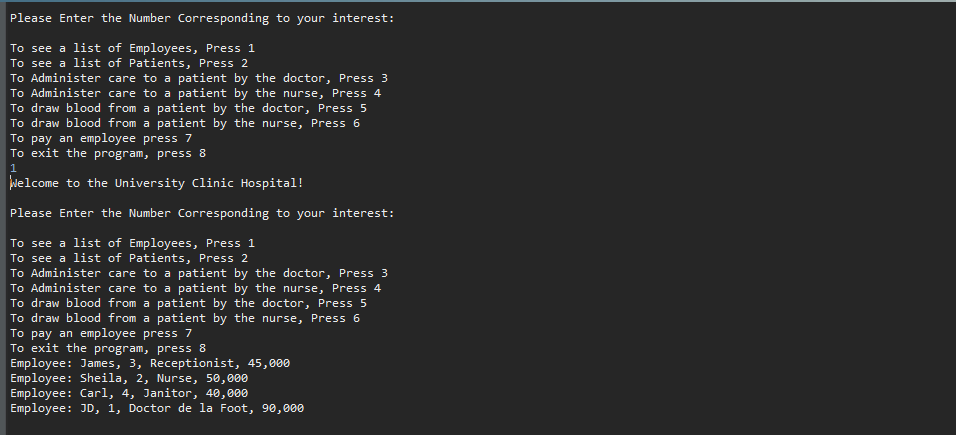 Please Enter the Number Corresponding to your interest:
To see a list of Employees, Press 1
To see a list of Patients, Press 2
To Administer care to a patient by the doctor, Press 3
To Administer care to a patient by the nurse, Press 4
To draw blood from a patient by the doctor, Press 5
To draw blood from a patient by the nurse, Press 6
To pay an employee press 7
To exit the program, press 8
1
Welcome to the University Clinic Hospital!
Please Enter the Number Corresponding to your interest:
To see a list of Employees, Press 1
To see a list of Patients, Press 2
To Administer care to a patient by the doctor, Press 3
To Administer care to a patient by the nurse, Press 4
To draw blood from a patient by the doctor, Press 5
To draw blood from a patient by the nurse, Press 6
To pay an employee press 7
To exit the program, press 8
Employee: James, 3, Receptionist, 45,000
Employee: Sheila, 2, Nurse, 50,000
Employee: Carl, 4, Janitor, 40,000
Employee: JD, 1, Doctor de la Foot, 90,000